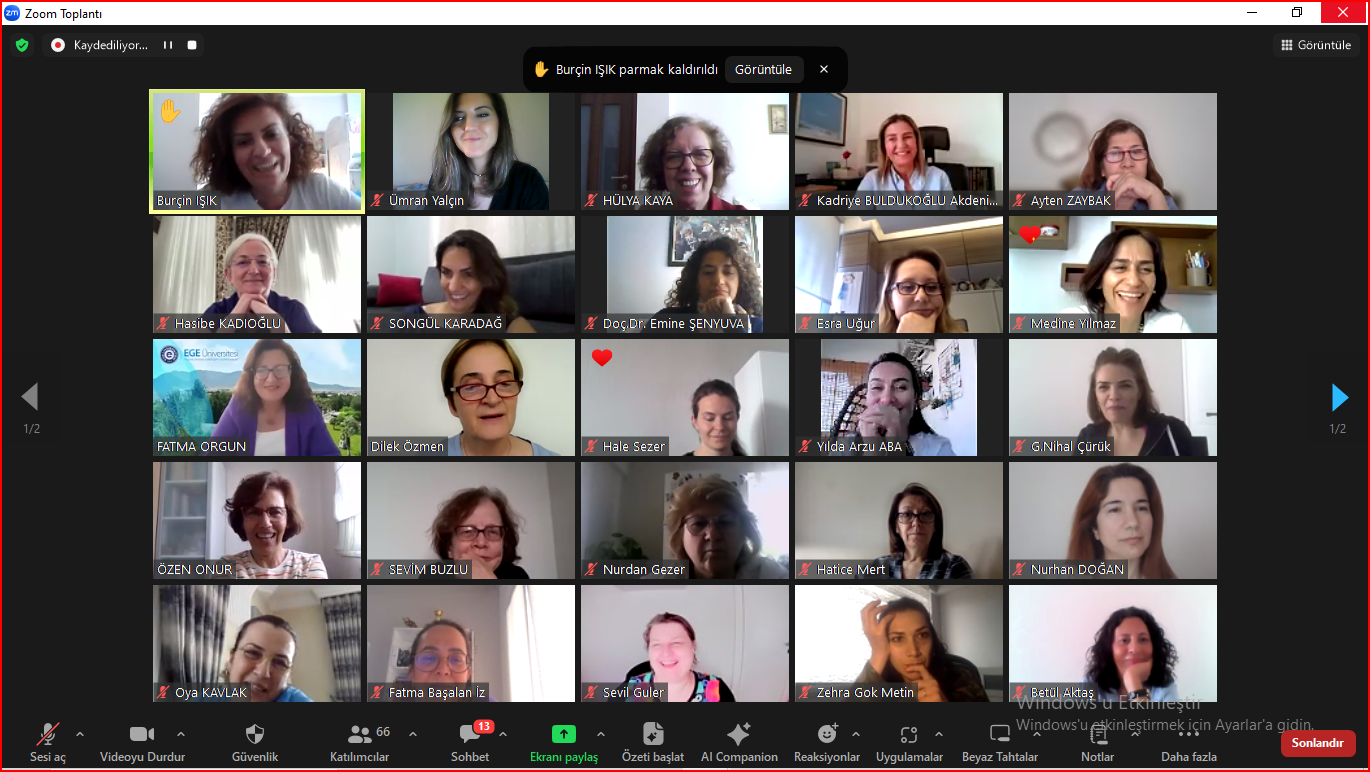 zm Zoom Toplantı
Kaydediliyor...
Görüntüle
Burçin IŞIK parmak kaldırıldı Görüntüle
Burçin IŞIK
Ümran Yalçın
HÜLYA KAYA
Kadriye BULDUKOĞLU Akdeni...
Ayten ZAYBAK
Hasibe KADIOĞLU
SONGÜL KARADAĞ
Doç.Dr. Emine ŞENYUVA
Esra Uğur
Medine Yılmaz
EGE Üniversitesi
FATMA ORGUN
Dilek Özmen
Hale Sezer
Yılda Arzu ABA
G.Nihal Çürük
1/2
1/2
ÖZEN ONUR
SEVİM BUZLU
Nurdan Gezer
Hatice Mert
Nurhan DOĞAN
Oya KAVLAK
Fatma Başalan İz
Sevil Guler
Zehra Gok Metin
Betül Aktaş
Windows'u Etkinleştir
Windows'u etkinleştirmek için Ayarlar'a gidin.
66
13
Sesi aç
Videoyu Durdur
Güvenlik
Katılımcılar
Sohbet
Ekranı paylaş
Özeti başlat
AI Companion
Reaksiyonlar
Uygulamalar
Beyaz Tahtalar
Notlar
Daha fazla
Sonlandır